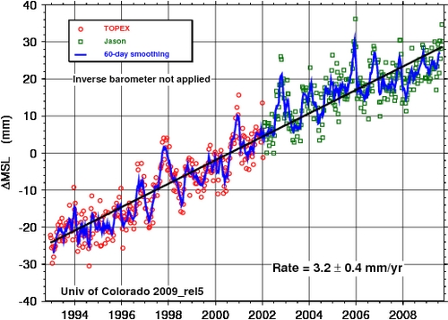 40
30
20
10
0
-10
-20
-30
-40
ΔMSL (mm)
TOPEX
Jason
60-day smoothing
Inverse barometer not applied
Rate = 3.2 ± 0.4 mm/yr
Univ of Colorado 2009_rel5
1994 1996 1998 2000 2002 2004 2006 2008